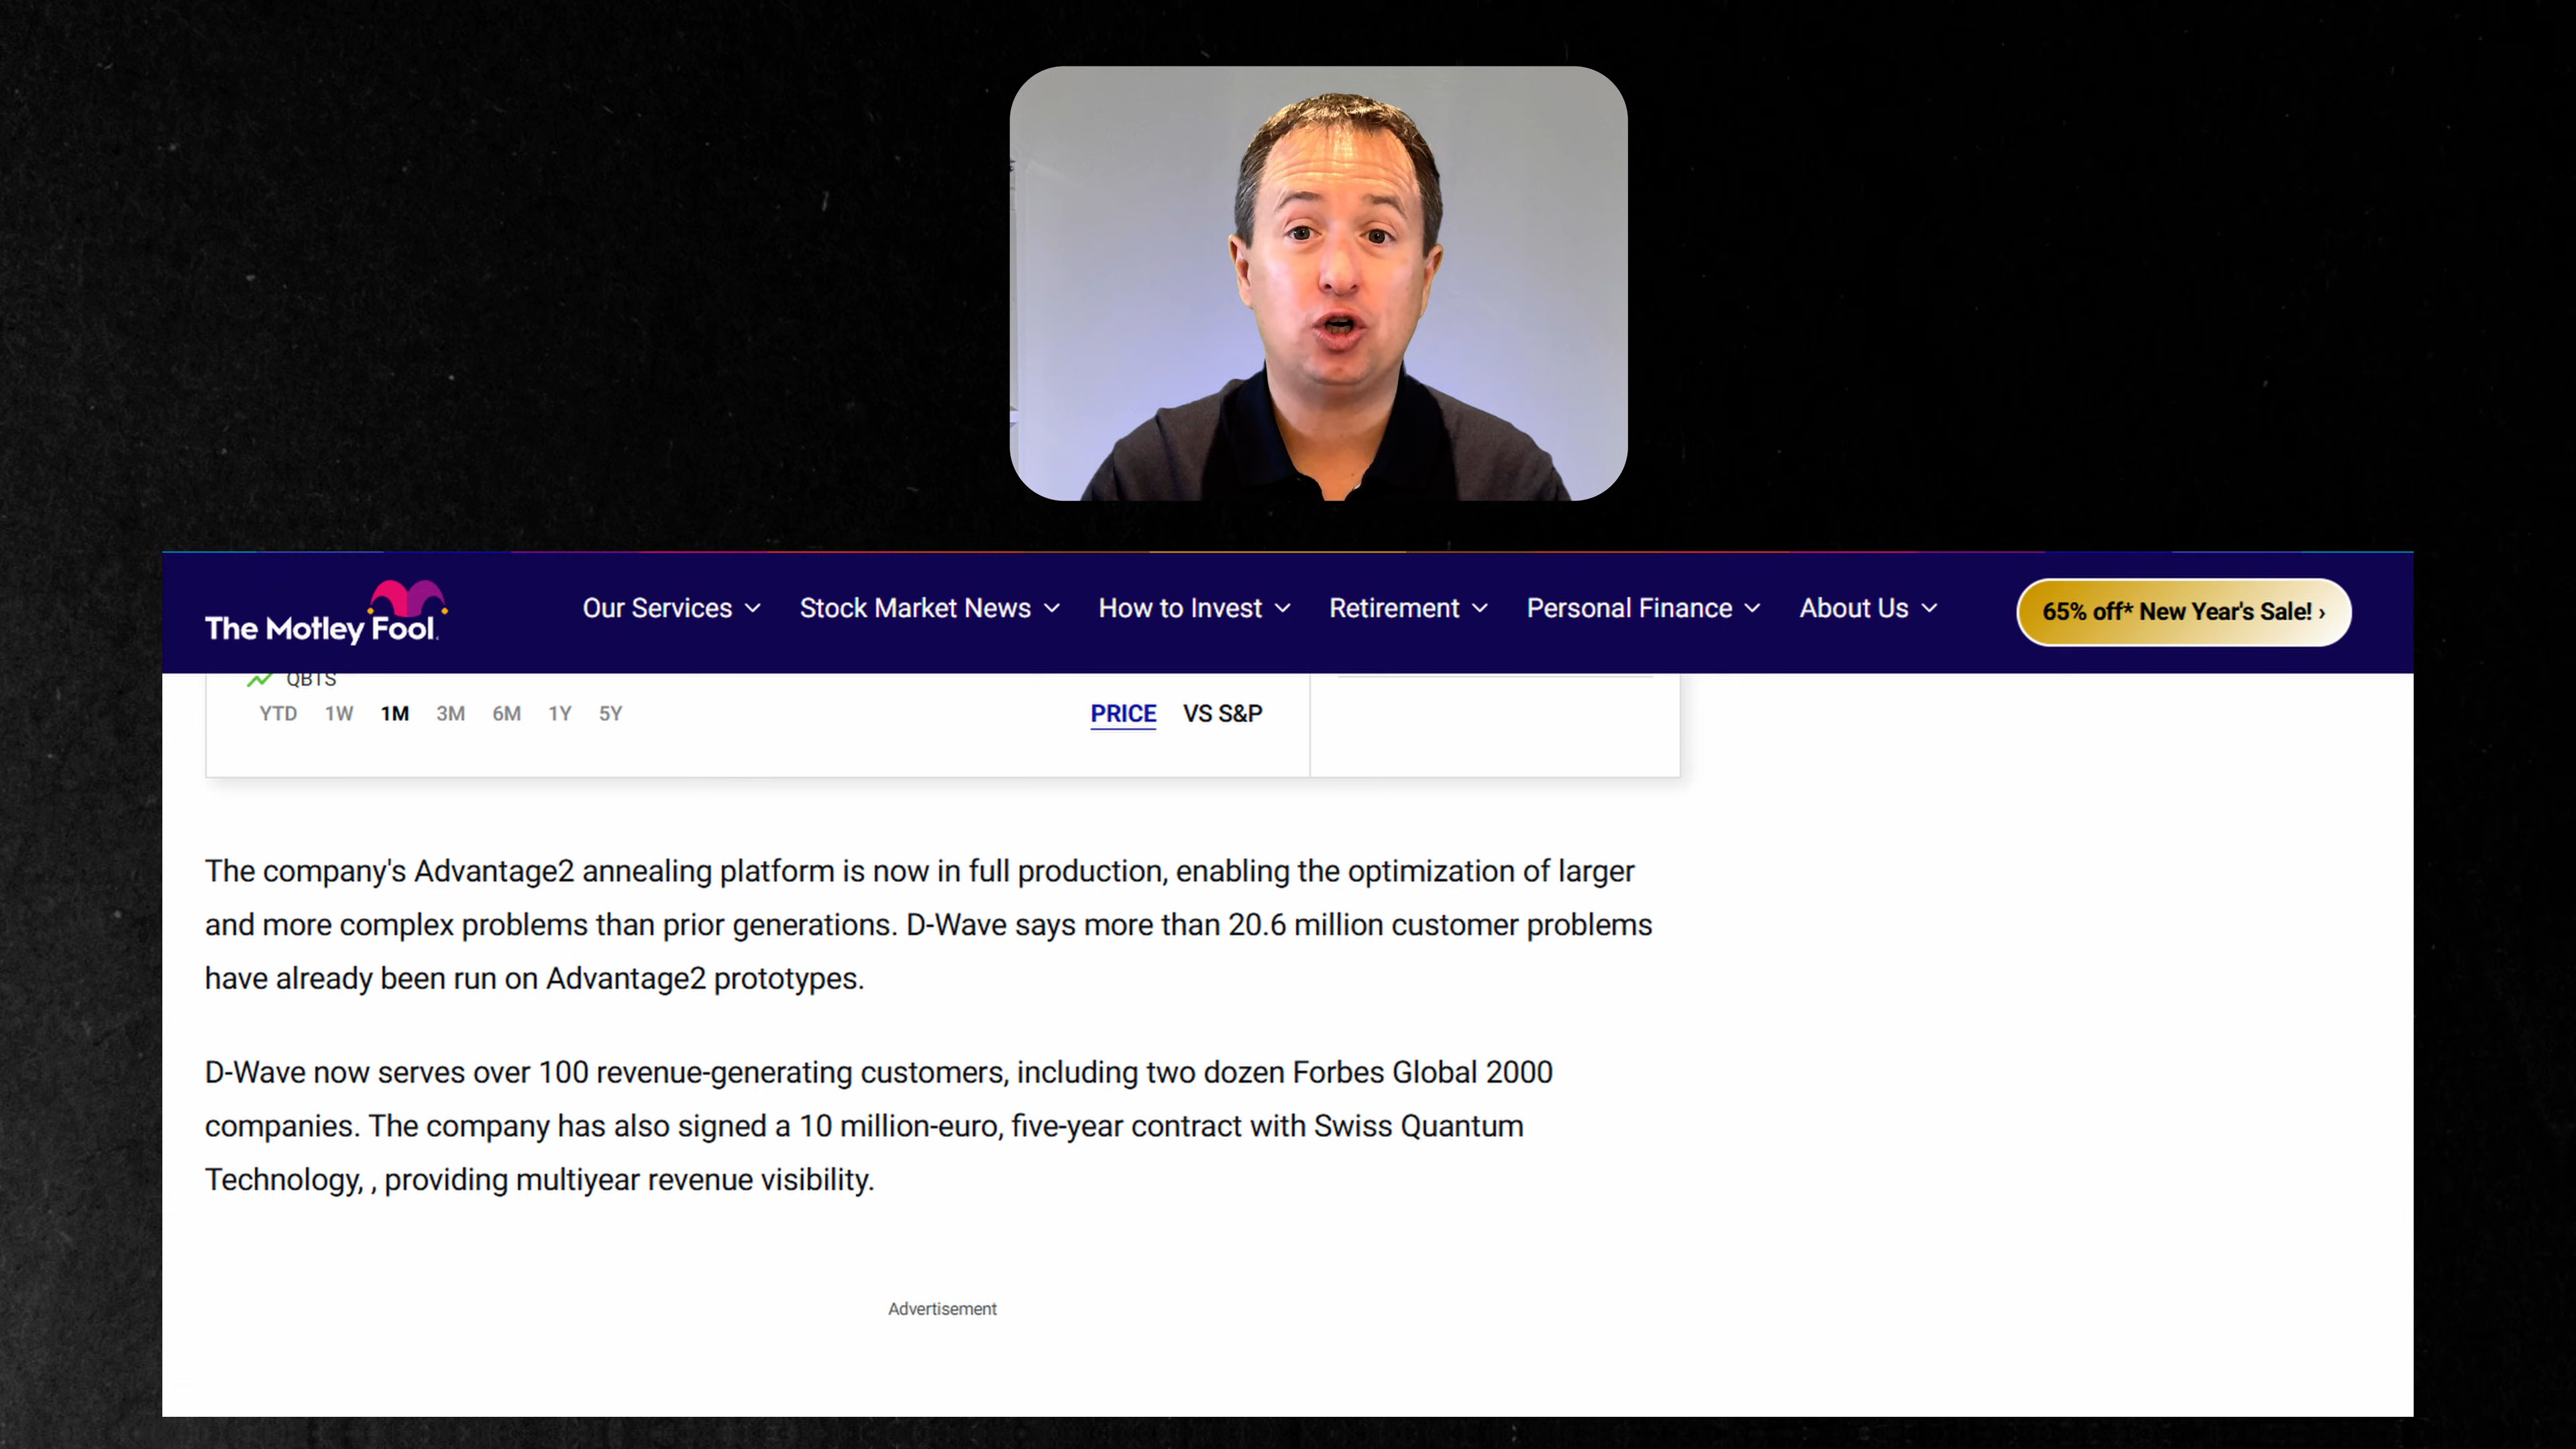 The Motley Fool.
Our Services
Stock Market News
How to Invest
Retirement
Personal Finance
About Us
65% off* New Year's Sale! ›
QBTS
YTD 1W 1M 3M 6M 1Y 5Y
PRICE VS S&P
The company's Advantage2 annealing platform is now in full production, enabling the optimization of larger
and more complex problems than prior generations. D-Wave says more than 20.6 million customer problems
have already been run on Advantage2 prototypes.
D-Wave now serves over 100 revenue-generating customers, including two dozen Forbes Global 2000
companies. The company has also signed a 10 million-euro, five-year contract with Swiss Quantum
Technology, , providing multiyear revenue visibility.
Advertisement